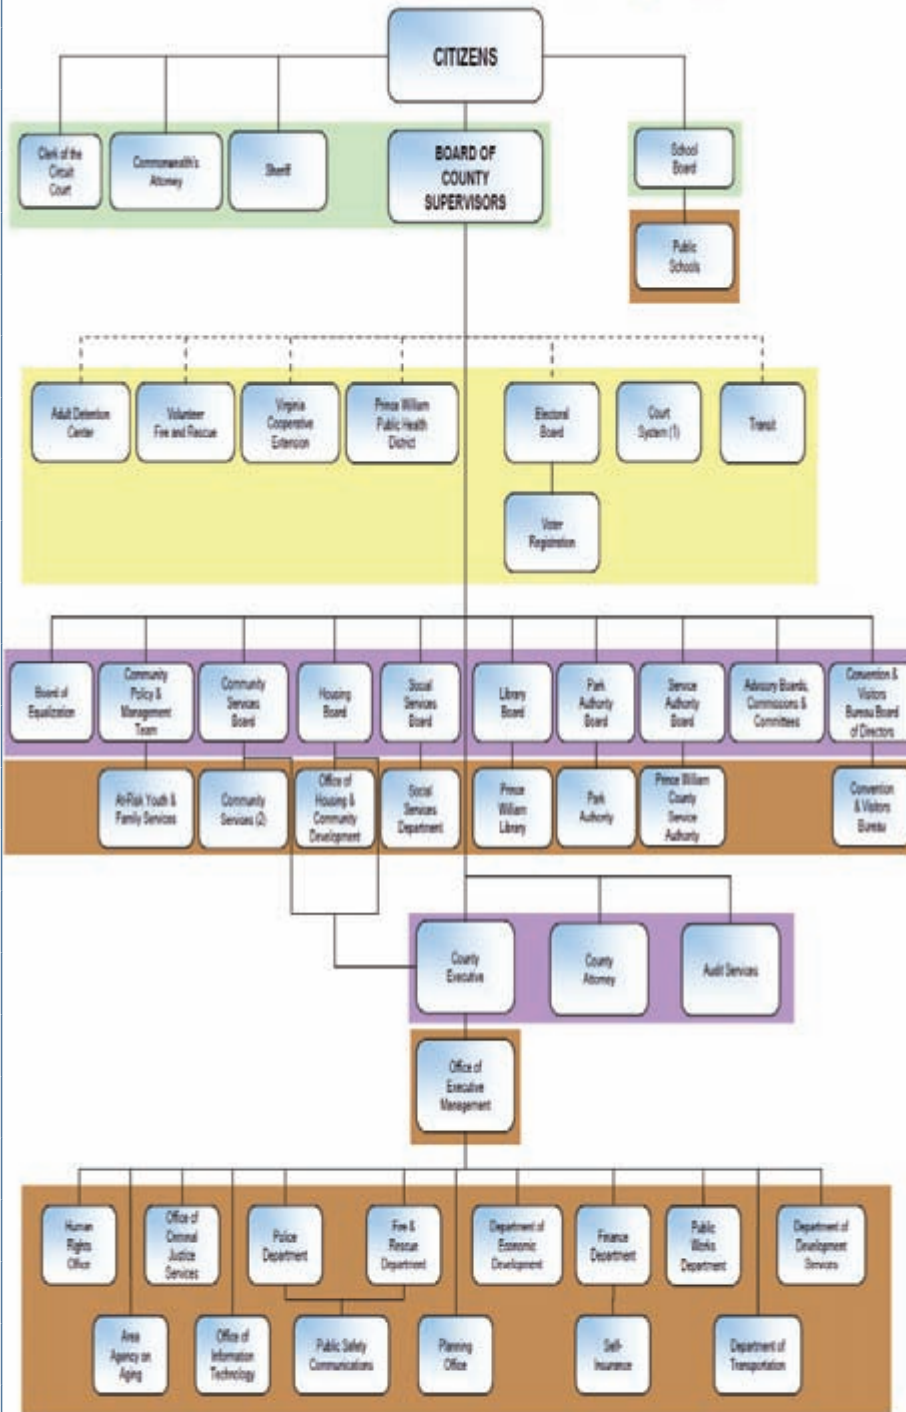 CITIZENS
Clerk of the
Circuit
Court
Commonwealth's
Attorney
Sheriff
BOARD OF
COUNTY
SUPERVISORS
School
Board
Public
Schools
Adult Detention
Center
Volunteer
Fire and Rescue
Virginia
Cooperative
Extension
Prince William
Public Health
District
Electoral
Board
Court
System (1)
Transit
Voter
Registration
Board of
Equalization
Community
Policy &
Management
Team
Community
Services
Board
Housing
Board
Social
Services
Board
Library
Board
Park
Authority
Board
Service
Authority
Board
Advisory Boards,
Commissions &
Committees
Convention &
Visitors
Bureau Board
of Directors
At-Risk Youth &
Family Services
Community
Services (2)
Office of
Housing &
Community
Development
Social
Services
Department
Prince
William
Library
Park
Authority
Prince William
County
Service
Authority
Convention
& Visitors
Bureau
County
Executive
County
Attorney
Audit Services
Office of
Executive
Management
Human
Rights
Office
Office of
Criminal
Justice
Services
Police
Department
Fire &
Rescue
Department
Department of
Economic
Development
Finance
Department
Public
Works
Department
Department of
Development
Services
Area
Agency on
Aging
Office of
Information
Technology
Public Safety
Communications
Planning
Office
Self-
Insurance
Department of
Transportation